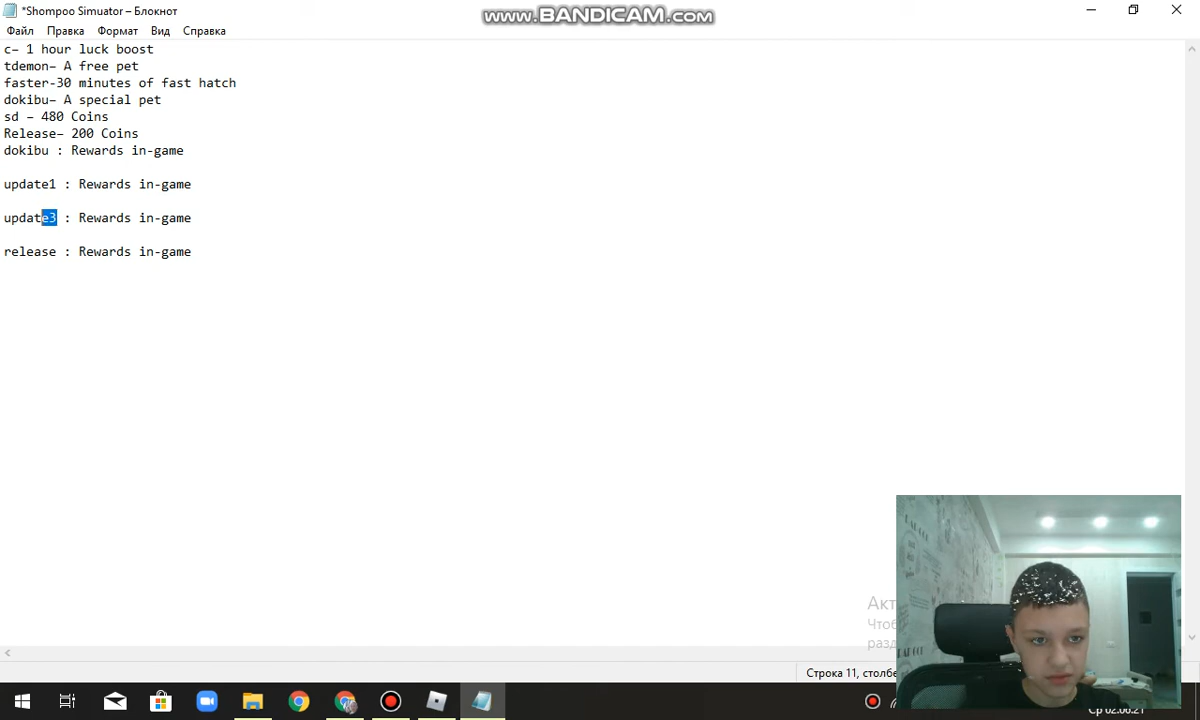 *Shompoo Simuator – Блокнот
www.BANDICAM.com
Файл Правка Формат Вид Справка
c– 1 hour luck boost
tdemon– A free pet
faster-30 minutes of fast hatch
dokibu– A special pet
sd – 480 Coins
Release– 200 Coins
dokibu : Rewards in-game
update1 : Rewards in-game
update3 : Rewards in-game
release : Rewards in-game
Строка 11,